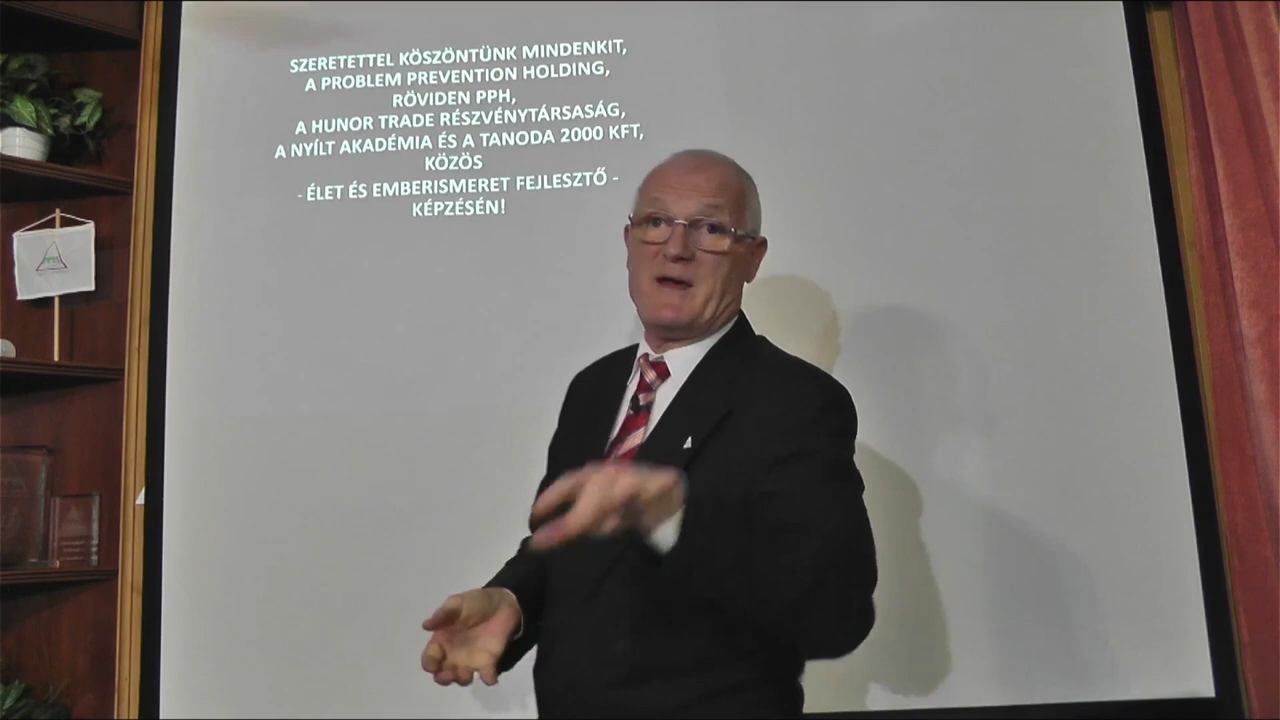 SZERETETTEL KÖSZÖNTÜNK MINDENKIT,
A PROBLEM PREVENTION HOLDING,
RÖVIDEN PPH,
A HUNOR TRADE RÉSZVÉNYTÁRSASÁG,
A NYÍLT AKADÉMIA ÉS A TANODA 2000 KFT,
KÖZÖS
- ÉLET ÉS EMBERISMERET FEJLESZTŐ -
KÉPZÉSÉN!